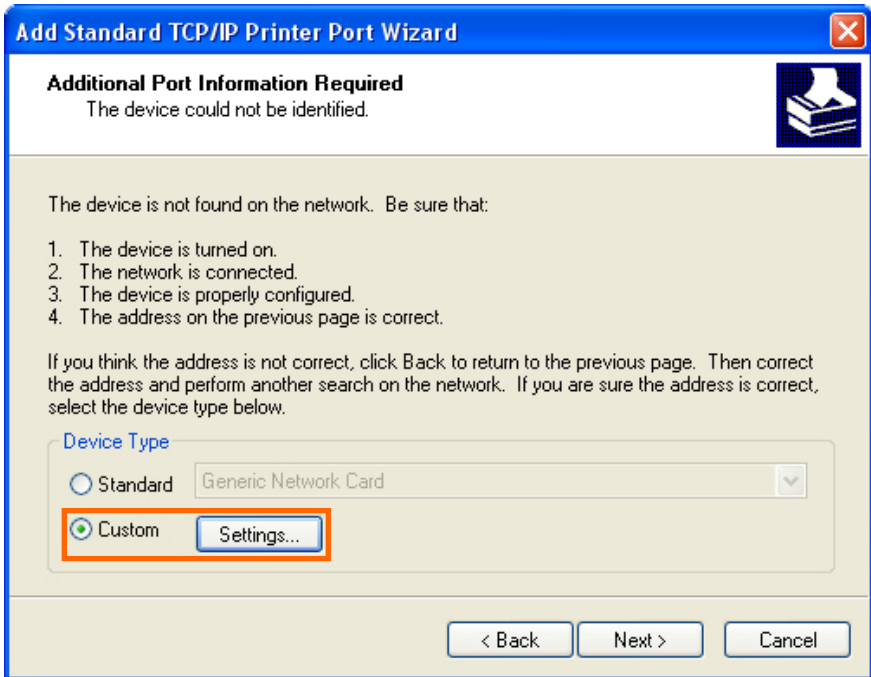 Add Standard TCP/IP Printer Port Wizard
Additional Port Information Required
The device could not be identified.
The device is not found on the network. Be sure that:
1. The device is turned on.
2. The network is connected.
3. The device is properly configured.
4. The address on the previous page is correct.
If you think the address is not correct, click Back to return to the previous page. Then correct
the address and perform another search on the network. If you are sure the address is correct,
select the device type below.
Device Type
Standard Generic Network Card
Custom Settings...
< Back Next > Cancel